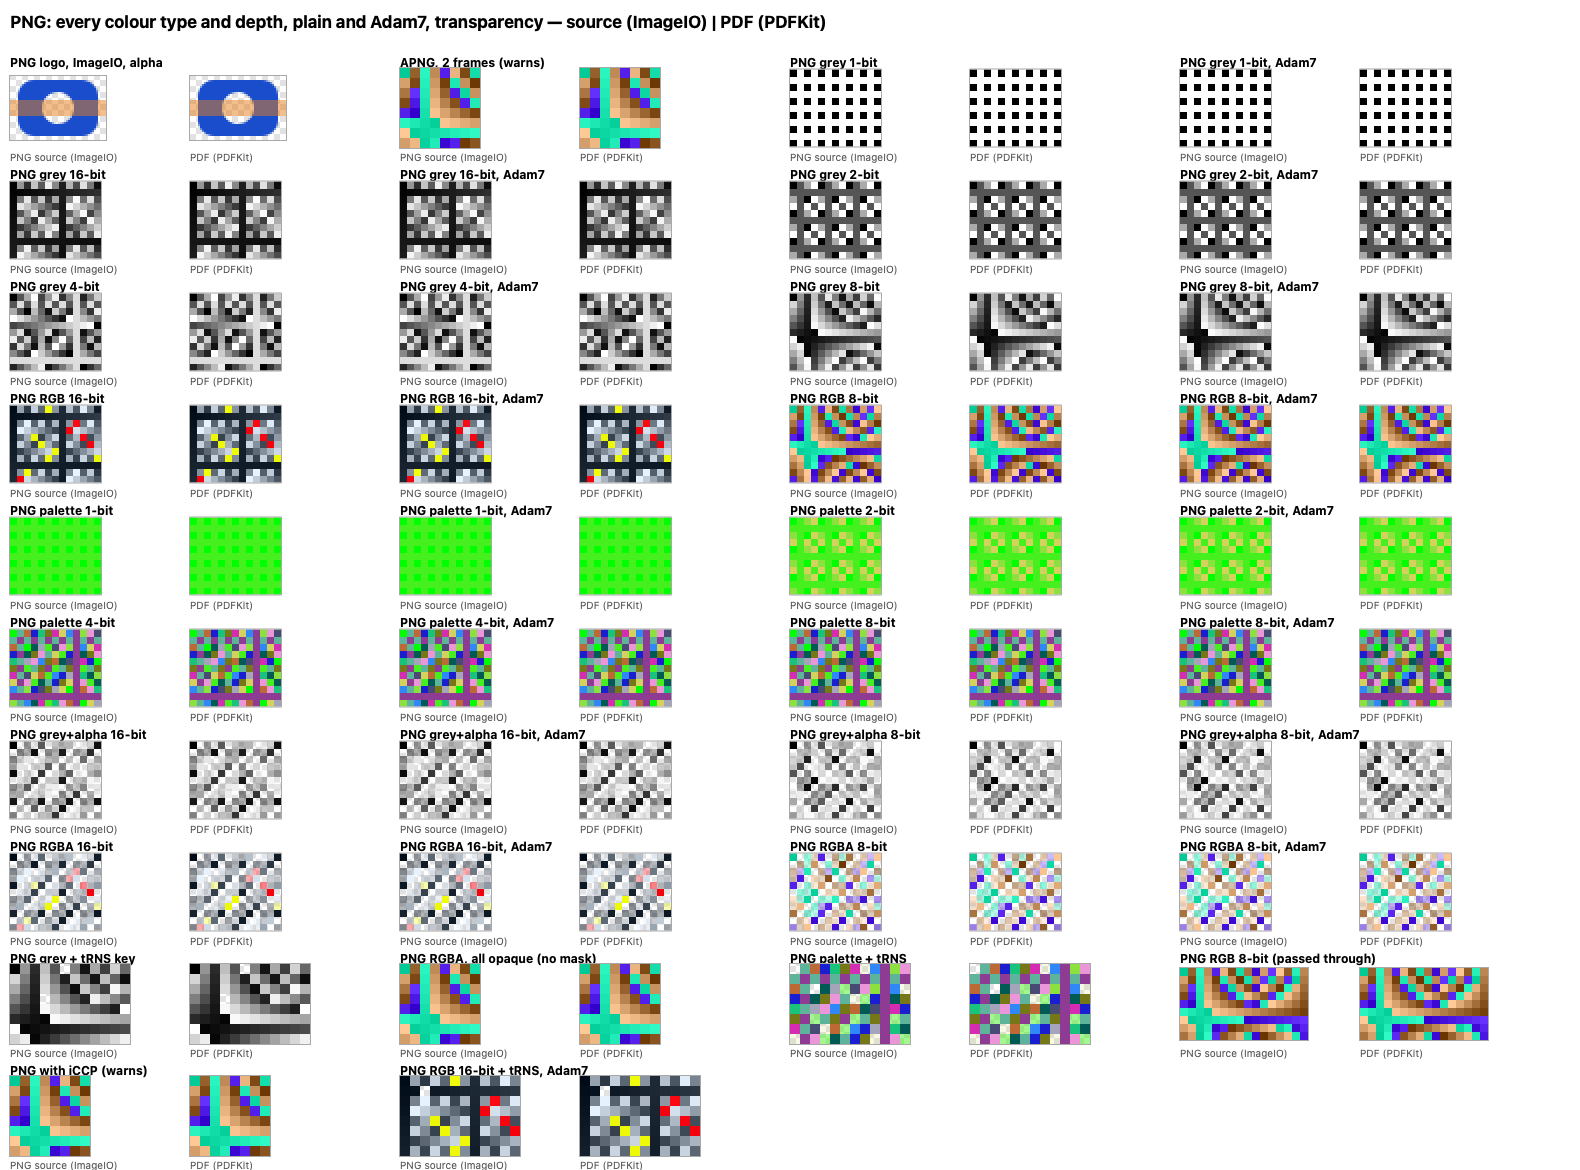 PNG: every colour type and depth, plain and Adam7, transparency — source (ImageIO) | PDF (PDFKit)
PNG logo, ImageIO, alpha
APNG, 2 frames (warns)
PNG grey 1-bit
PNG grey 1-bit, Adam7
PNG source (ImageIO)
PDF (PDFKit)
PNG source (ImageIO)
PDF (PDFKit)
PNG source (ImageIO)
PDF (PDFKit)
PNG source (ImageIO)
PDF (PDFKit)
PNG grey 16-bit
PNG grey 16-bit, Adam7
PNG grey 2-bit
PNG grey 2-bit, Adam7
PNG source (ImageIO)
PDF (PDFKit)
PNG source (ImageIO)
PDF (PDFKit)
PNG source (ImageIO)
PDF (PDFKit)
PNG source (ImageIO)
PDF (PDFKit)
PNG grey 4-bit
PNG grey 4-bit, Adam7
PNG grey 8-bit
PNG grey 8-bit, Adam7
PNG source (ImageIO)
PDF (PDFKit)
PNG source (ImageIO)
PDF (PDFKit)
PNG source (ImageIO)
PDF (PDFKit)
PNG source (ImageIO)
PDF (PDFKit)
PNG RGB 16-bit
PNG RGB 16-bit, Adam7
PNG RGB 8-bit
PNG RGB 8-bit, Adam7
PNG source (ImageIO)
PDF (PDFKit)
PNG source (ImageIO)
PDF (PDFKit)
PNG source (ImageIO)
PDF (PDFKit)
PNG source (ImageIO)
PDF (PDFKit)
PNG palette 1-bit
PNG palette 1-bit, Adam7
PNG palette 2-bit
PNG palette 2-bit, Adam7
PNG source (ImageIO)
PDF (PDFKit)
PNG source (ImageIO)
PDF (PDFKit)
PNG source (ImageIO)
PDF (PDFKit)
PNG source (ImageIO)
PDF (PDFKit)
PNG palette 4-bit
PNG palette 4-bit, Adam7
PNG palette 8-bit
PNG palette 8-bit, Adam7
PNG source (ImageIO)
PDF (PDFKit)
PNG source (ImageIO)
PDF (PDFKit)
PNG source (ImageIO)
PDF (PDFKit)
PNG source (ImageIO)
PDF (PDFKit)
PNG grey+alpha 16-bit
PNG grey+alpha 16-bit, Adam7
PNG grey+alpha 8-bit
PNG grey+alpha 8-bit, Adam7
PNG source (ImageIO)
PDF (PDFKit)
PNG source (ImageIO)
PDF (PDFKit)
PNG source (ImageIO)
PDF (PDFKit)
PNG source (ImageIO)
PDF (PDFKit)
PNG RGBA 16-bit
PNG RGBA 16-bit, Adam7
PNG RGBA 8-bit
PNG RGBA 8-bit, Adam7
PNG source (ImageIO)
PDF (PDFKit)
PNG source (ImageIO)
PDF (PDFKit)
PNG source (ImageIO)
PDF (PDFKit)
PNG source (ImageIO)
PDF (PDFKit)
PNG grey + tRNS key
PNG RGBA, all opaque (no mask)
PNG palette + tRNS
PNG RGB 8-bit (passed through)
PNG source (ImageIO)
PDF (PDFKit)
PNG source (ImageIO)
PDF (PDFKit)
PNG source (ImageIO)
PDF (PDFKit)
PNG source (ImageIO)
PDF (PDFKit)
PNG with iCCP (warns)
PNG RGB 16-bit + tRNS, Adam7
PNG source (ImageIO)
PDF (PDFKit)
PNG source (ImageIO)
PDF (PDFKit)